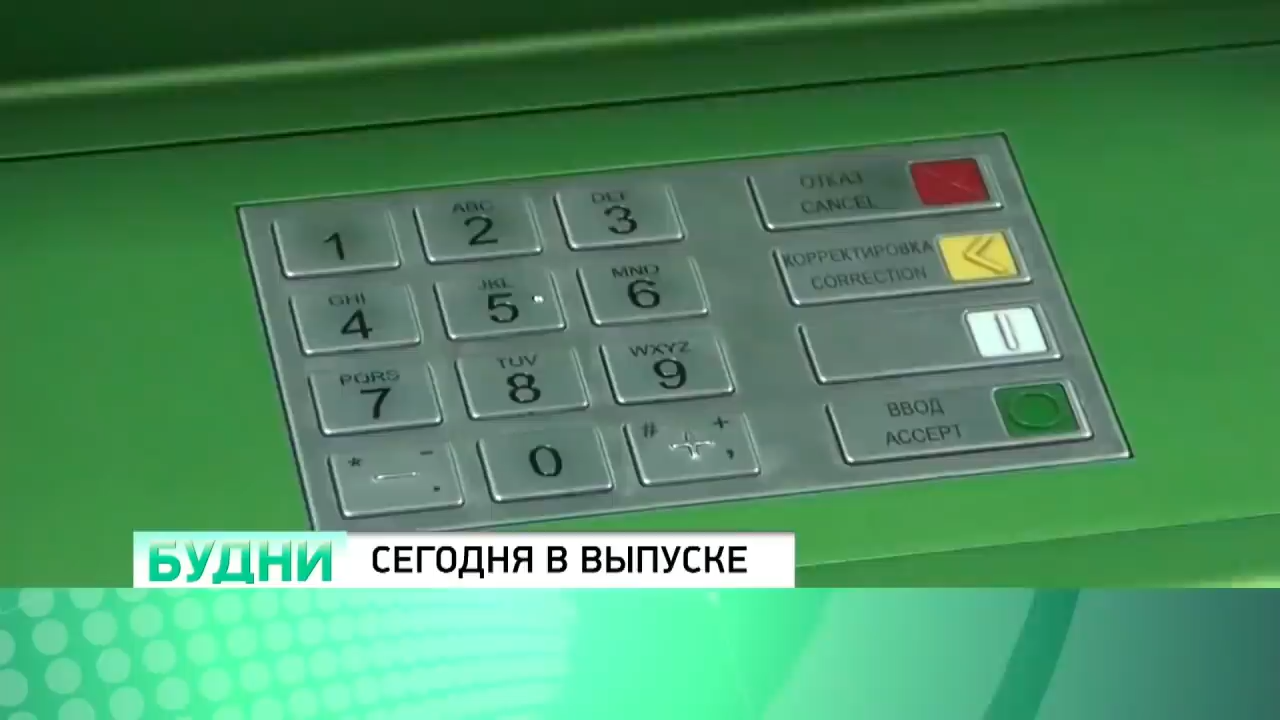 1
ABC
2
DEF
3
ОТКАЗ
CANCEL
GHI
4
JKL
5
MNO
6
КОРРЕКТИРОВКА
CORRECTION
PQRS
7
TUV
8
WXYZ
9
* — - .
0
# + + ,
ВВОД
ACCEPT
БУДНИ СЕГОДНЯ В ВЫПУСКЕ